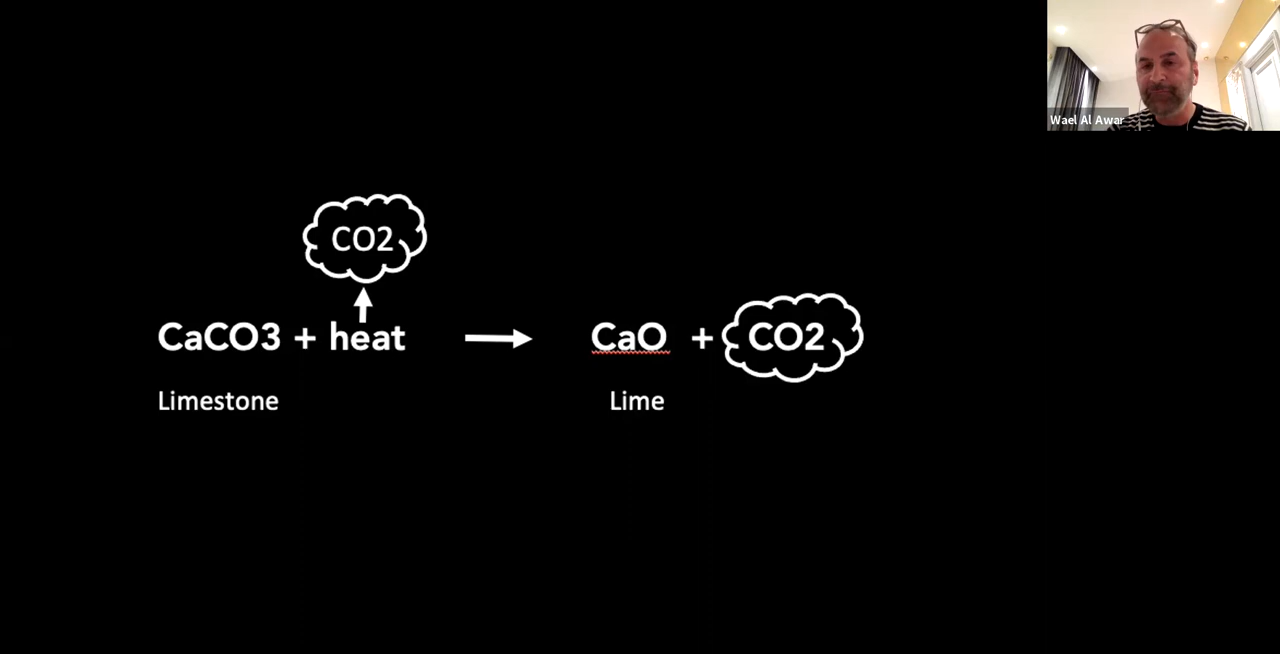 Wael Al Awar
CO2
CaCO3 + heat CaO + CO2
Limestone Lime